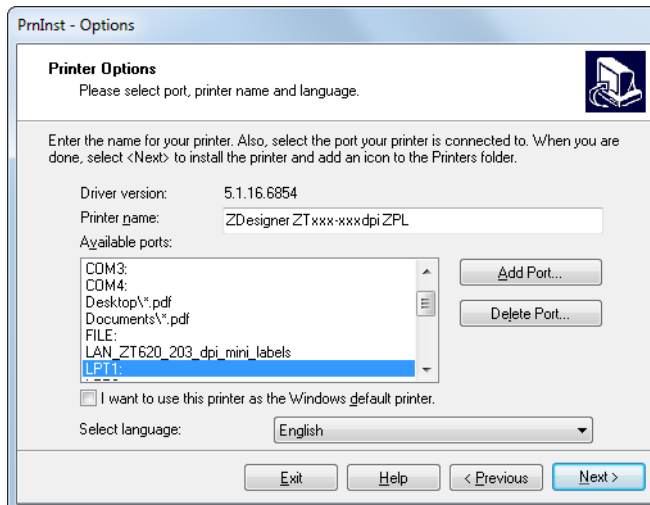 PrnInst - Options
Printer Options
Please select port, printer name and language.
Enter the name for your printer. Also, select the port your printer is connected to. When you are
done, select <Next> to install the printer and add an icon to the Printers folder.
Driver version: 5.1.16.6854
Printer name: ZDesigner ZTxxx-xxxdpi ZPL
Available ports:
COM3:
COM4:
Desktop\*.pdf
Documents\*.pdf
FILE:
LAN_ZT620_203_dpi_mini_labels
LPT1:
Add Port...
Delete Port...
I want to use this printer as the Windows default printer.
Select language: English
Exit Help < Previous Next >